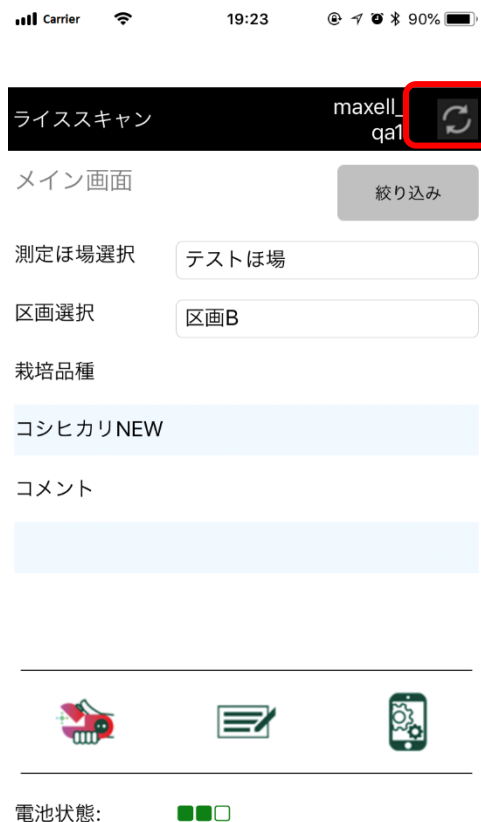 Carrier 19:23 90%
ライススキャン maxell_
qa1
メイン画面
絞り込み
測定ほ場選択 テストほ場
区画選択 区画B
栽培品種
コシヒカリNEW
コメント
電池状態: